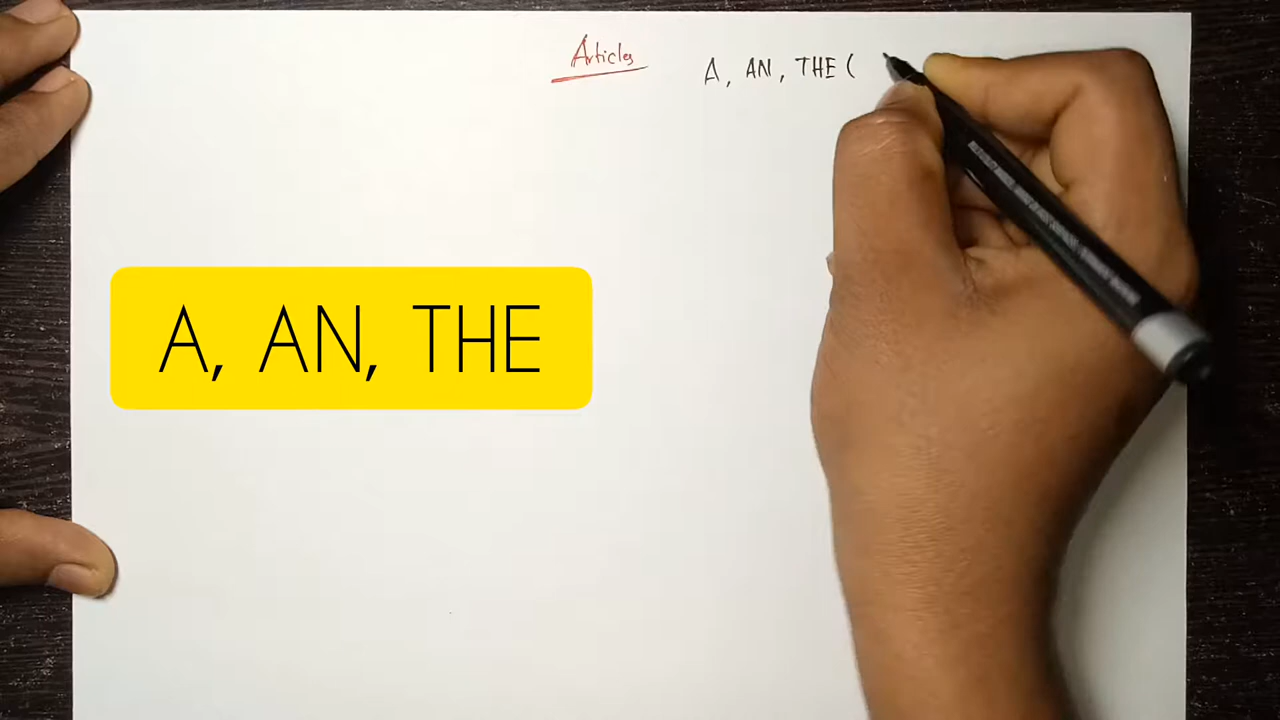 Articles A, AN, THE (
A, AN, THE